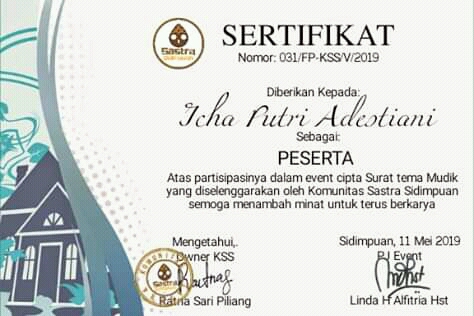 Sastra
SERTIFIKAT
Nomor: 031/FP-KSS/V/2019
Diberikan Kepada:
Icha Putri Adestiani
Sebagai:
PESERTA
Atas partisipasinya dalam event cipta Surat tema Mudik
yang diselenggarakan oleh Komunitas Sastra Sidimpuan
semoga menambah minat untuk terus berkarya
Mengetahui,.
Owner KSS
Ratna Sari Piliang
Sidimpuan, 11 Mei 2019
PJ Event
Linda H Alfitria Hst